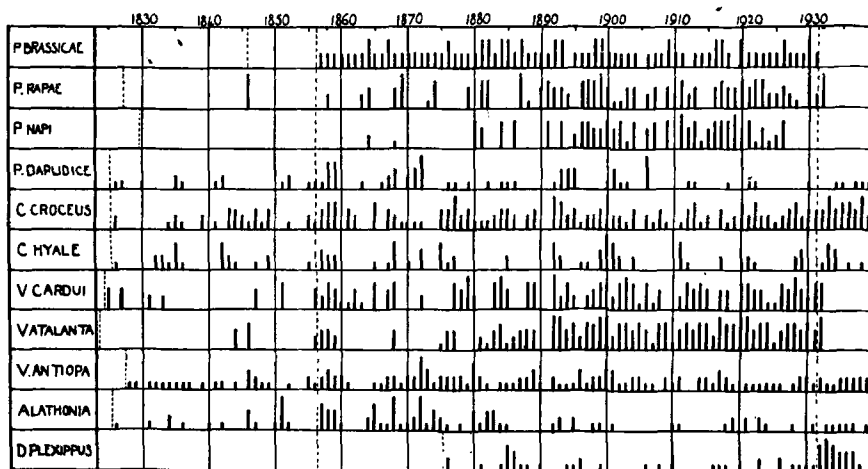 1830 1840 1850 1860 1870 1880 1890 1900 1910 1920 1930
P BRASSICAE
P. RAPAE
P NAPI
P. DAPLIDICE
C CROCEUS
C HYALE
V CARDUI
V ATALANTA
V. ANTIOPA
A LATHONIA
D PLEXIPPUS